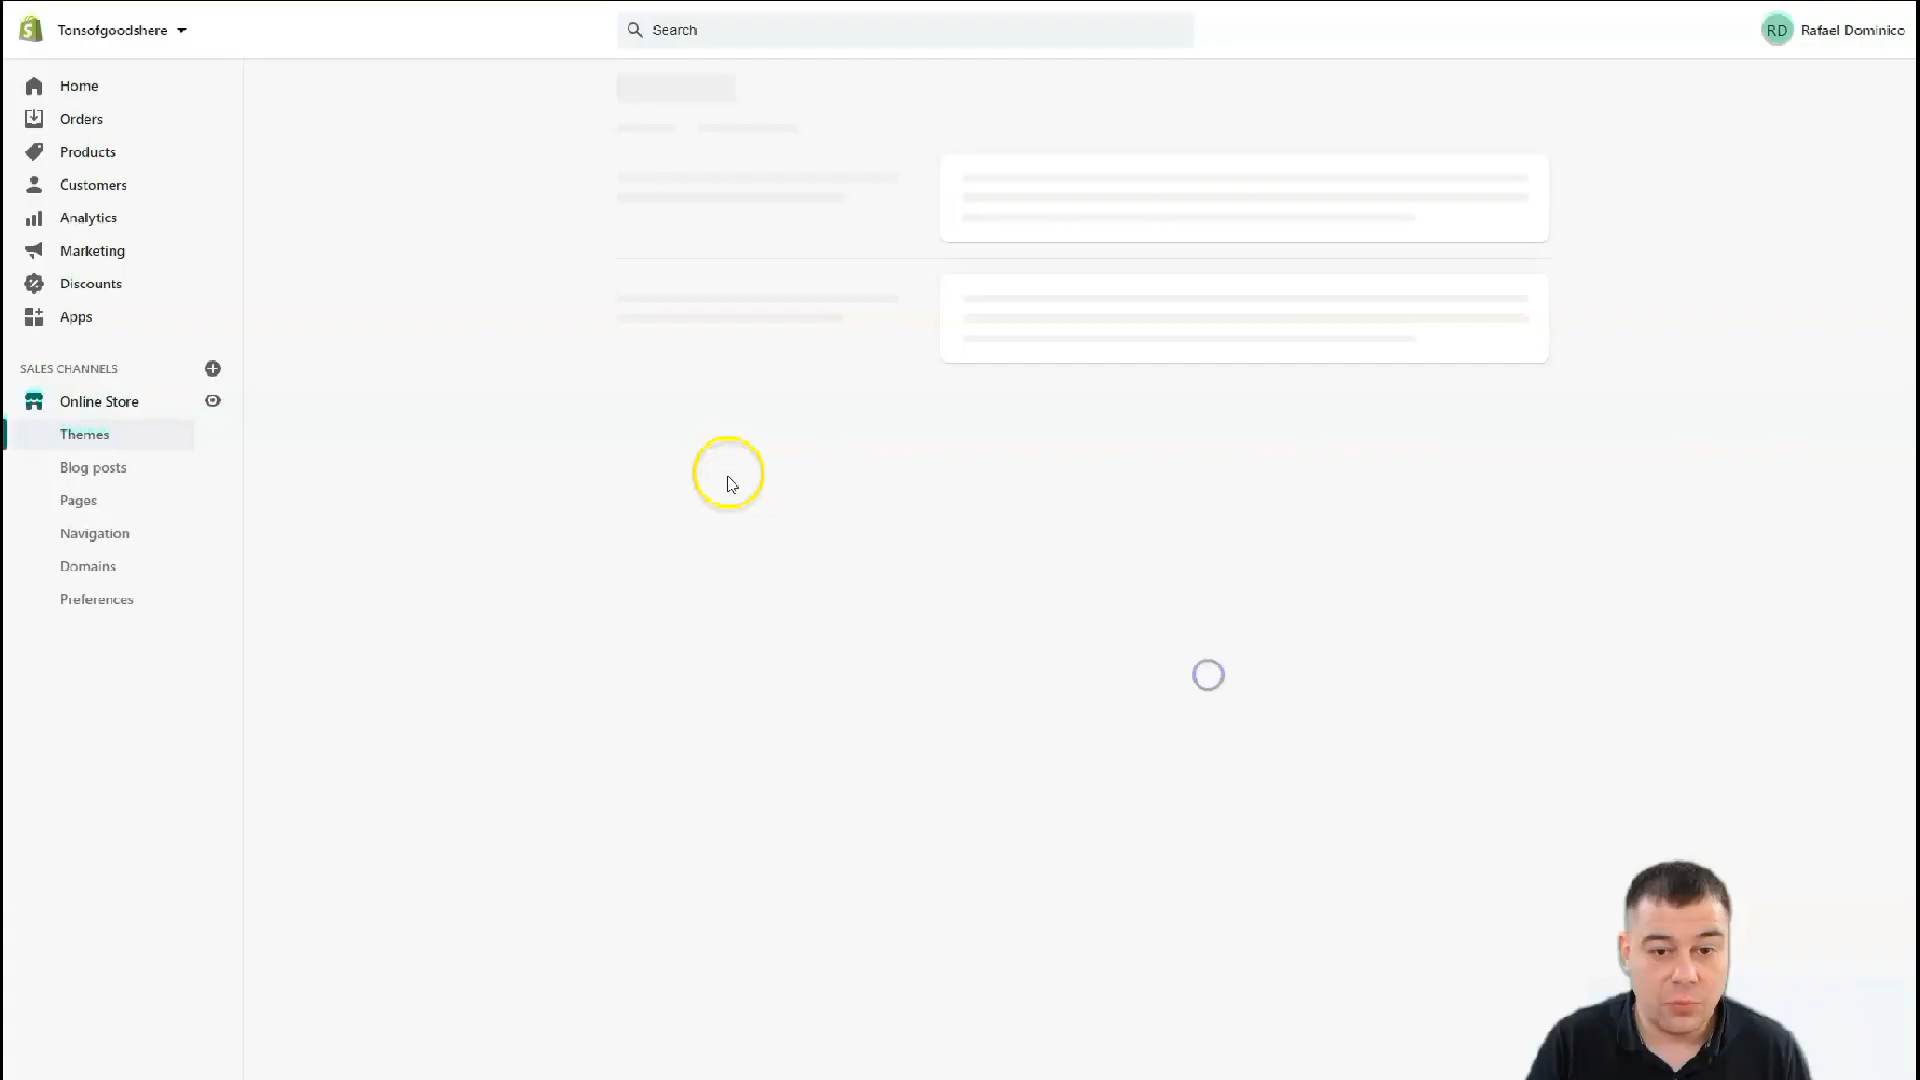 Tonsofgoodshere
Search
RD
Rafael Dominico
Home
Orders
Products
Customers
Analytics
Marketing
Discounts
Apps
SALES CHANNELS
Online Store
Themes
Blog posts
Pages
Navigation
Domains
Preferences